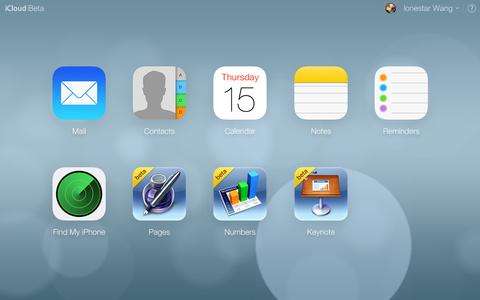 iCloud Beta
lonestar Wang
?
Thursday
15
Mail
Contacts
Calendar
Notes
Reminders
beta
beta
beta
Find My iPhone
Pages
Numbers
Keynote